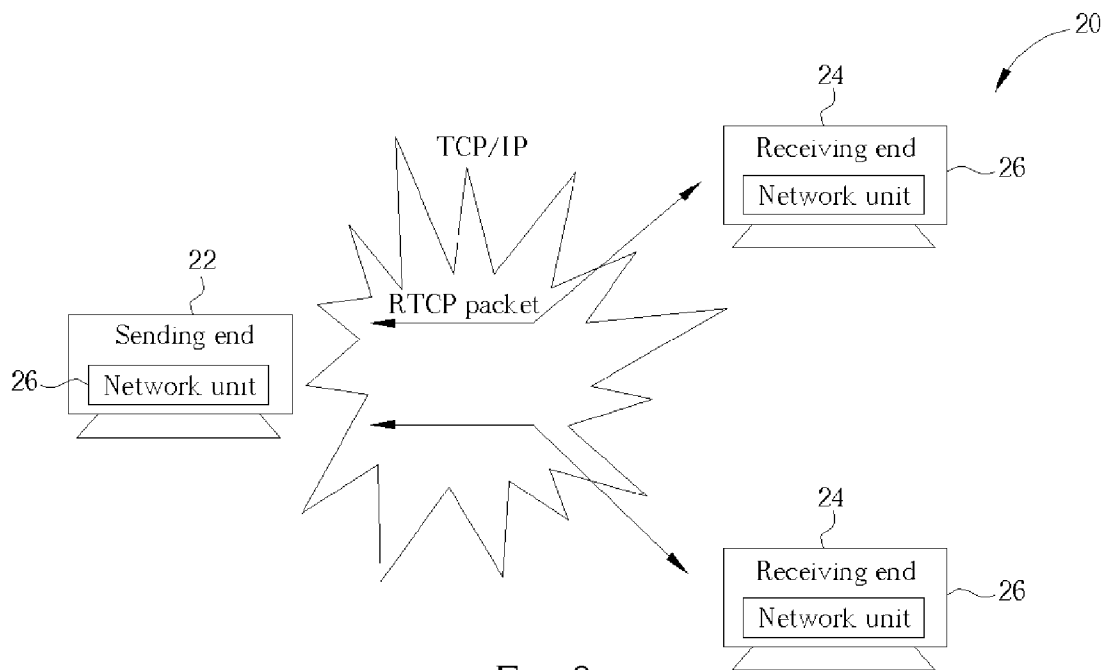 20
24
Receiving end
26
Network unit
TCP/IP
22
RTCP packet
Sending end
26
Network unit
24
Receiving end
26
Network unit